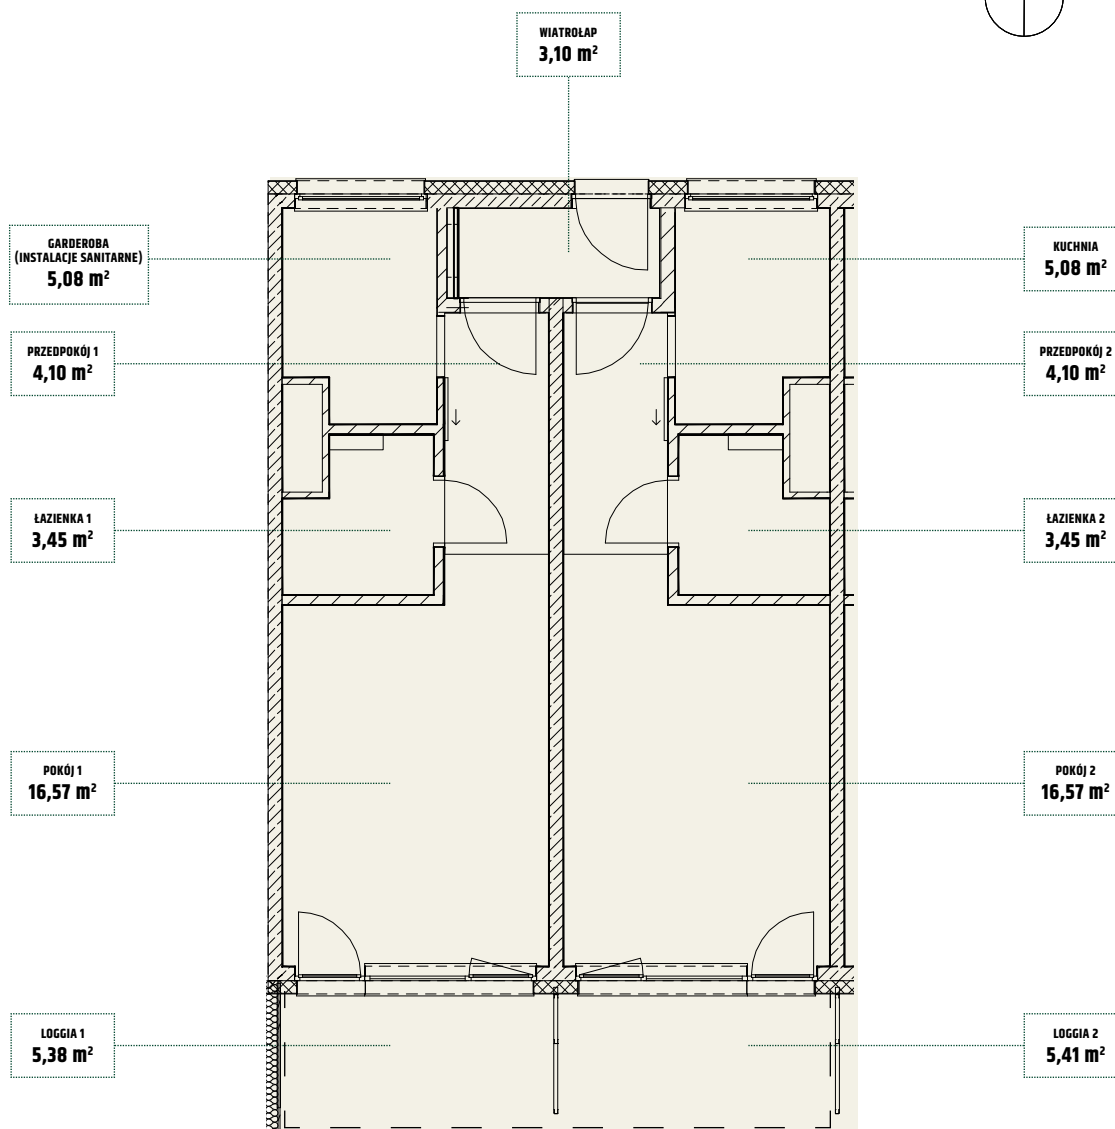 WIATROŁAP
3,10 m²
GARDEROBA
(INSTALACJE SANITARNE)
5,08 m²
KUCHNIA
5,08 m²
PRZEDPOKÓJ 1
4,10 m²
PRZEDPOKÓJ 2
4,10 m²
ŁAZIENKA 1
3,45 m²
ŁAZIENKA 2
3,45 m²
POKÓJ 1
16,57 m²
POKÓJ 2
16,57 m²
LOGGIA 1
5,38 m²
LOGGIA 2
5,41 m²